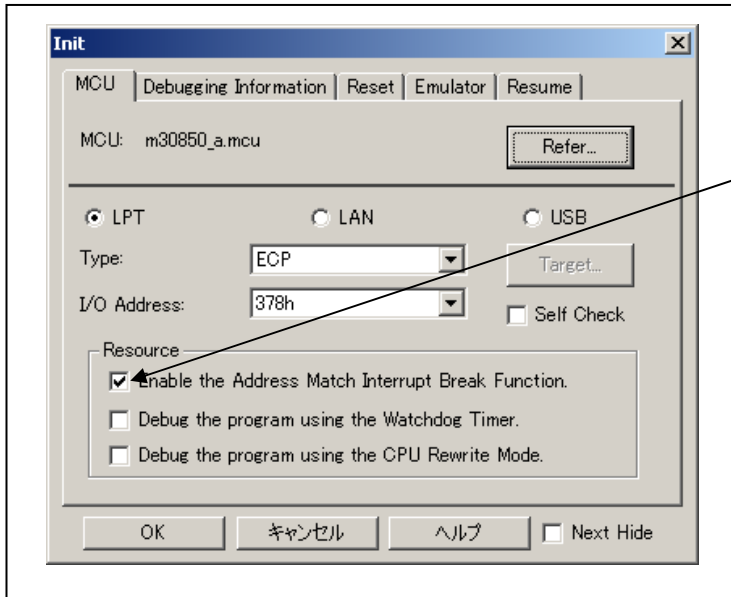 Init
MCU Debugging Information Reset Emulator Resume
MCU: m30850_a.mcu Refer...
LPT LAN USB
Type: ECP Target...
I/O Address: 378h Self Check
Resource
Enable the Address Match Interrupt Break Function.
Debug the program using the Watchdog Timer.
Debug the program using the CPU Rewrite Mode.
OK キャンセル ヘルプ Next Hide